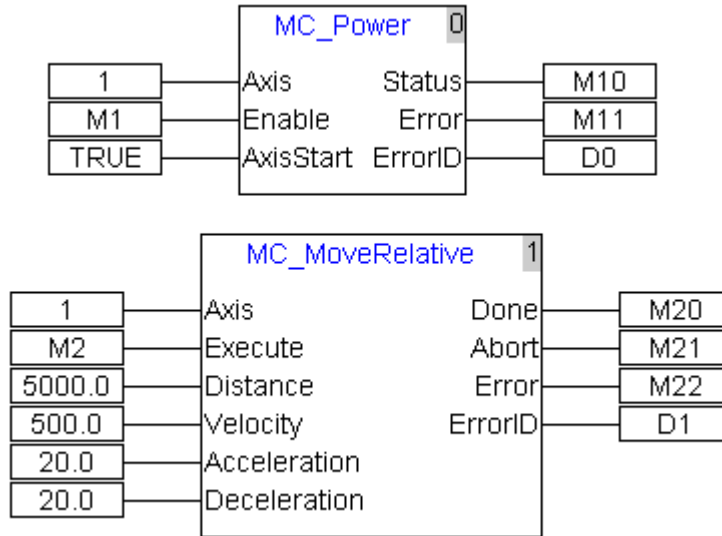 MC_Power 0
1 Axis Status M10
M1 Enable Error M11
TRUE AxisStart ErrorID D0
MC_MoveRelative 1
1 Axis Done M20
M2 Execute Abort M21
5000.0 Distance Error M22
500.0 Velocity ErrorID D1
20.0 Acceleration
20.0 Deceleration